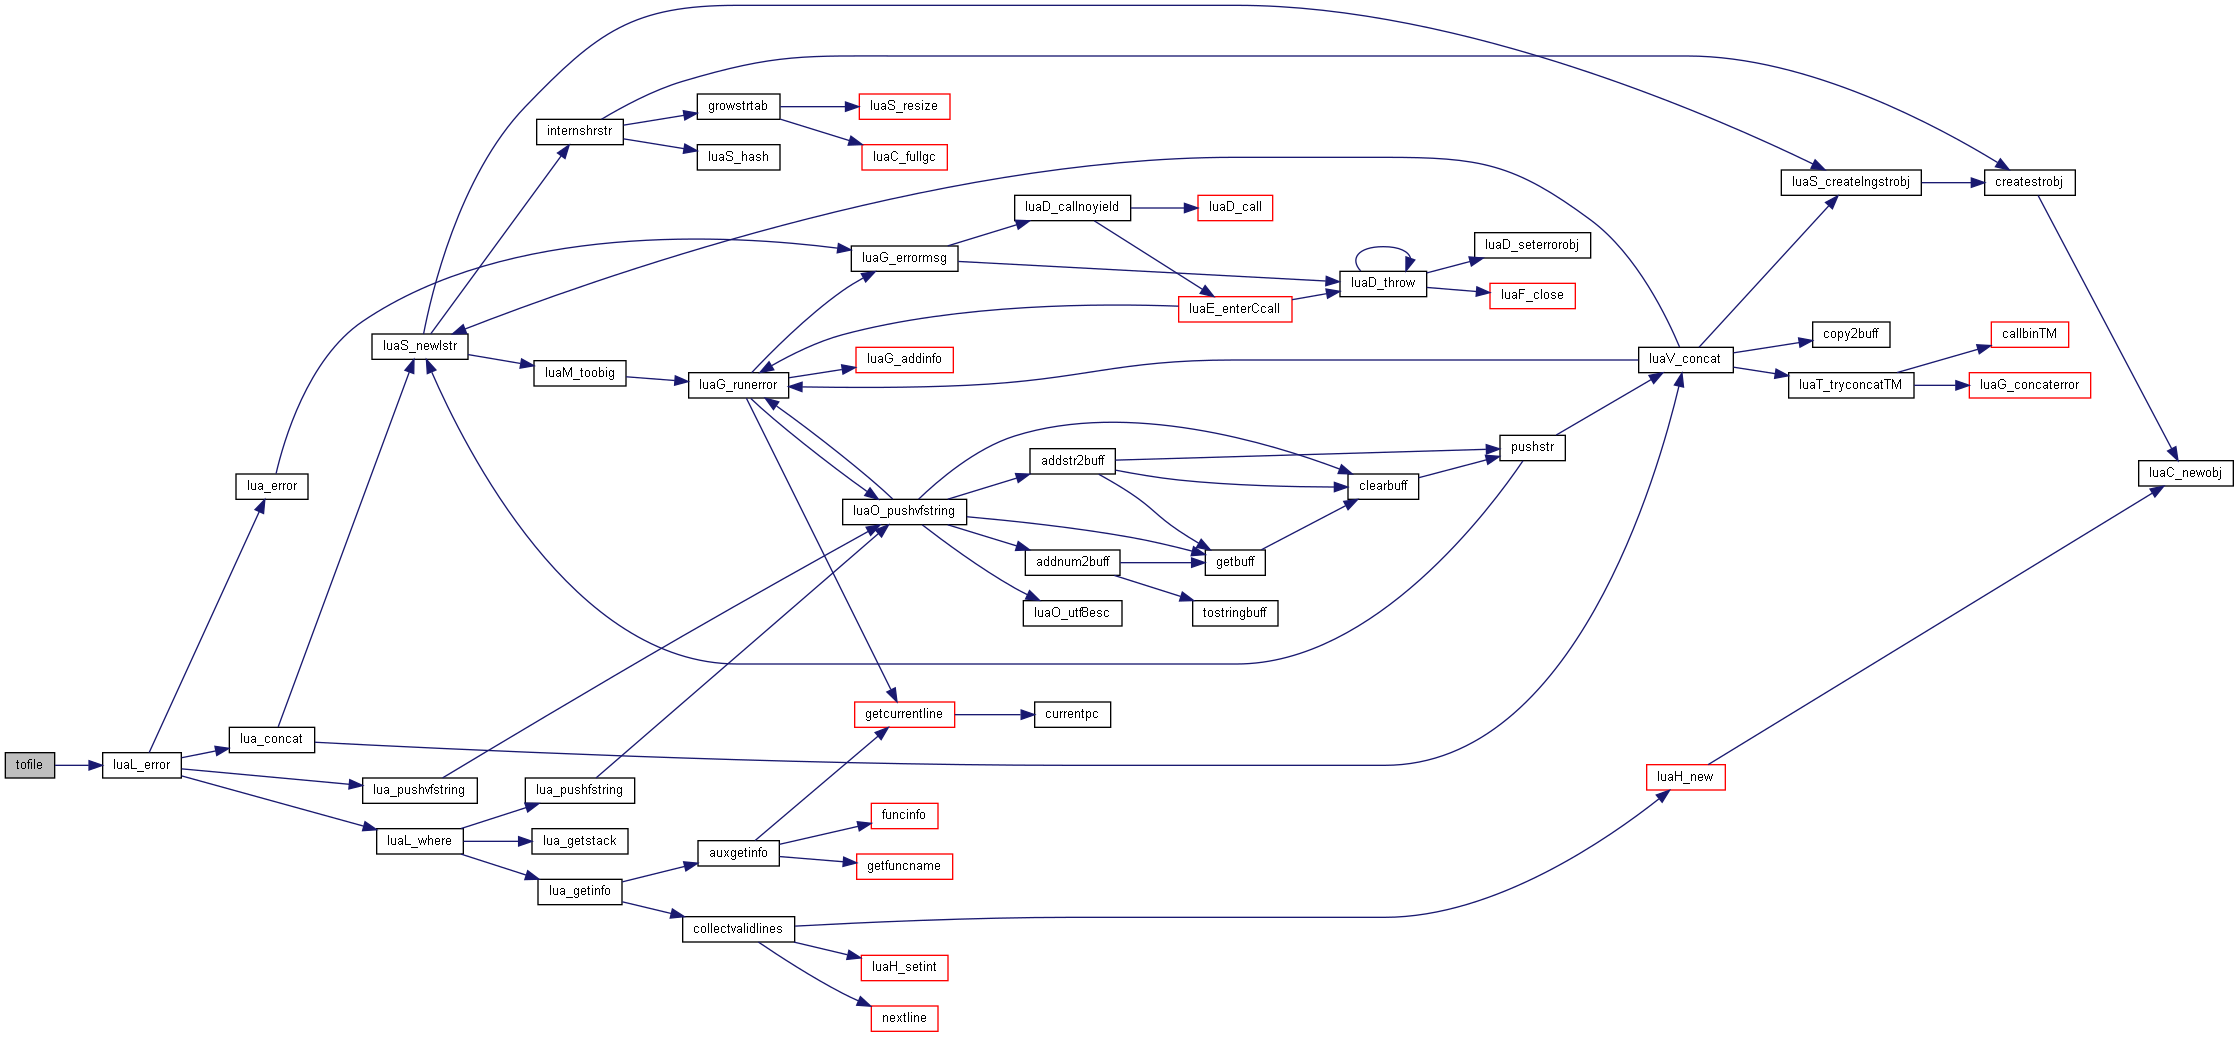 growstrtab
luaS_resize
internshrstr
luaS_hash
luaC_fullgc
luaS_createlngstrobj
createstrobj
luaD_callnoyield
luaD_call
luaD_seterrorobj
luaG_errormsg
luaD_throw
luaF_close
luaE_enterCcall
copy2buff
callbinTM
luaS_newlstr
luaM_toobig
luaG_addinfo
luaV_concat
luaG_runerror
luaT_tryconcatTM
luaG_concaterror
pushstr
addstr2buff
luaC_newobj
lua_error
clearbuff
luaO_pushvfstring
addnum2buff
getbuff
luaO_utf8esc
tostringbuff
getcurrentline
currentpc
lua_concat
tofile
luaL_error
luaH_new
lua_pushvfstring
lua_pushfstring
funcinfo
luaL_where
lua_getstack
auxgetinfo
getfuncname
lua_getinfo
collectvalidlines
luaH_setint
nextline